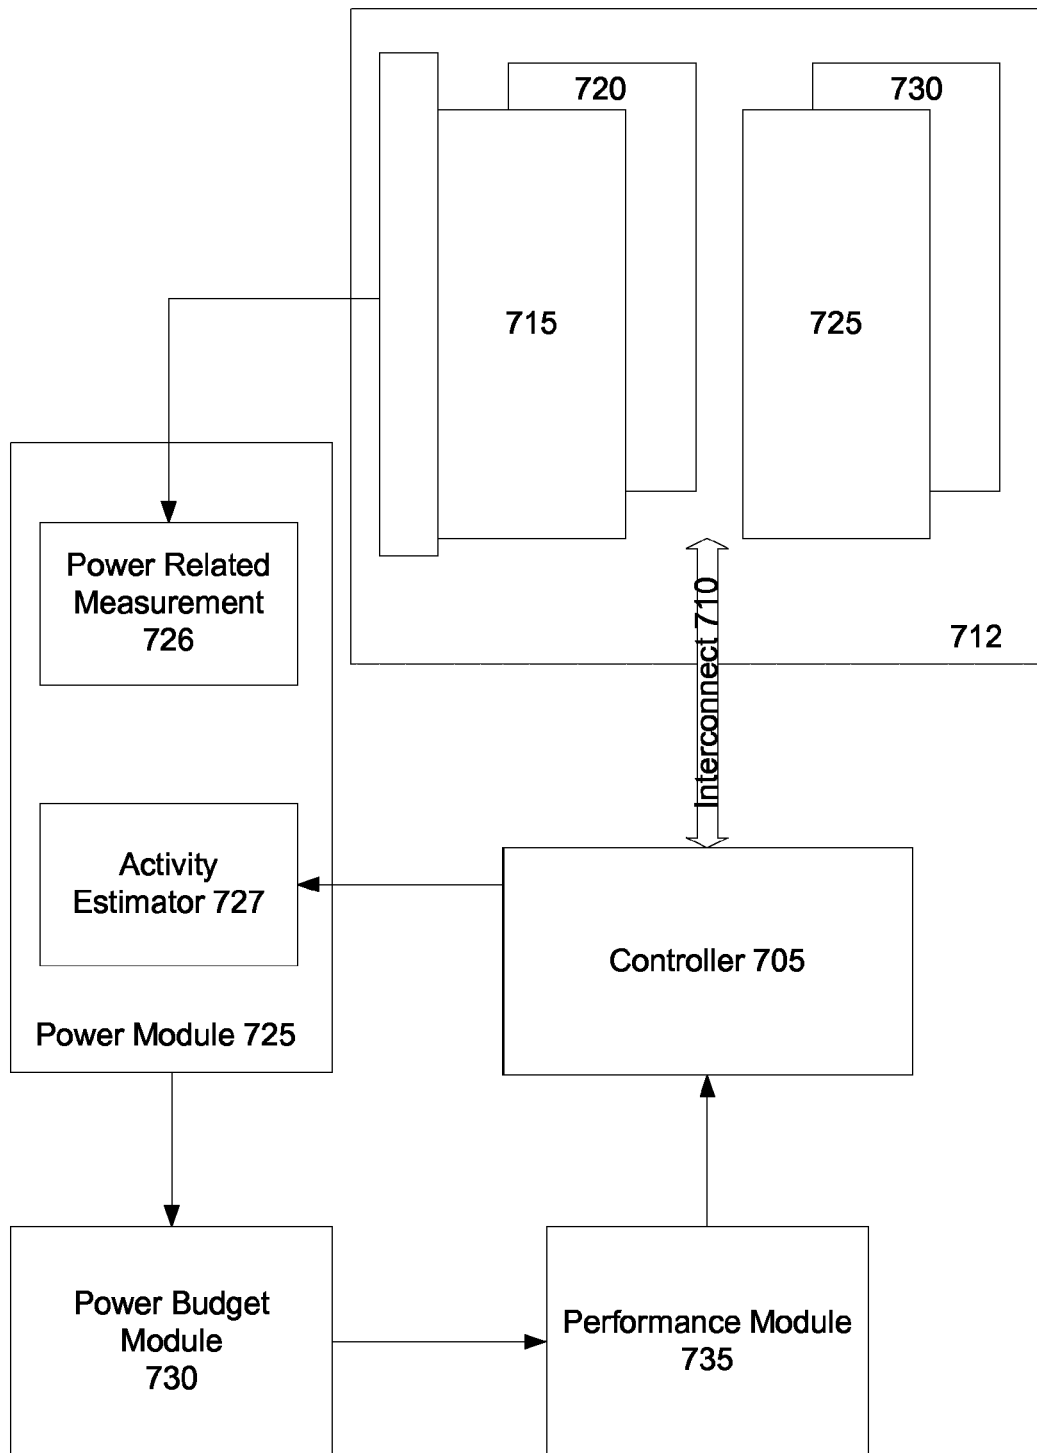 720
730
715
725
Power Related
Measurement
726
Interconnect 710
712
Activity
Estimator 727
Controller 705
Power Module 725
Power Budget
Module
730
Performance Module
735